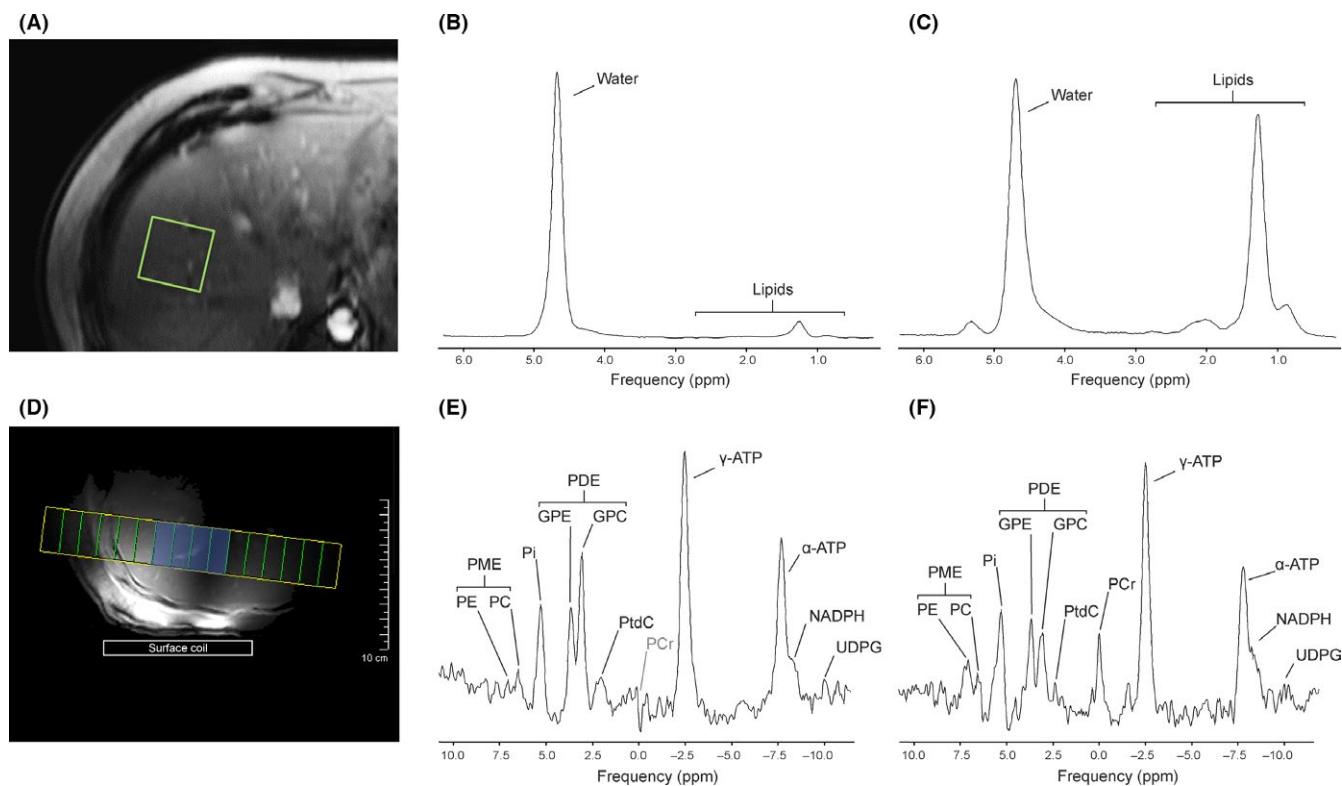 (A)
(B)
Water
Lipids
6.0 5.0 4.0 3.0 2.0 1.0
Frequency (ppm)
(C)
Water
Lipids
6.0 5.0 4.0 3.0 2.0 1.0
Frequency (ppm)
(D)
Surface coil
10 cm
(E)
γ-ATP
PDE
GPE GPC
α-ATP
Pi
PME
PE PC
PtdC
PCr
NADPH
UDPG
10.0 7.5 5.0 2.5 0 –2.5 –5.0 –7.5 –10.0
Frequency (ppm)
(F)
γ-ATP
PDE
GPE GPC
α-ATP
Pi
PME
PE PC
PCr
PtdC
NADPH
UDPG
10.0 7.5 5.0 2.5 0.0 –2.5 –5.0 –7.5 –10.0
Frequency (ppm)